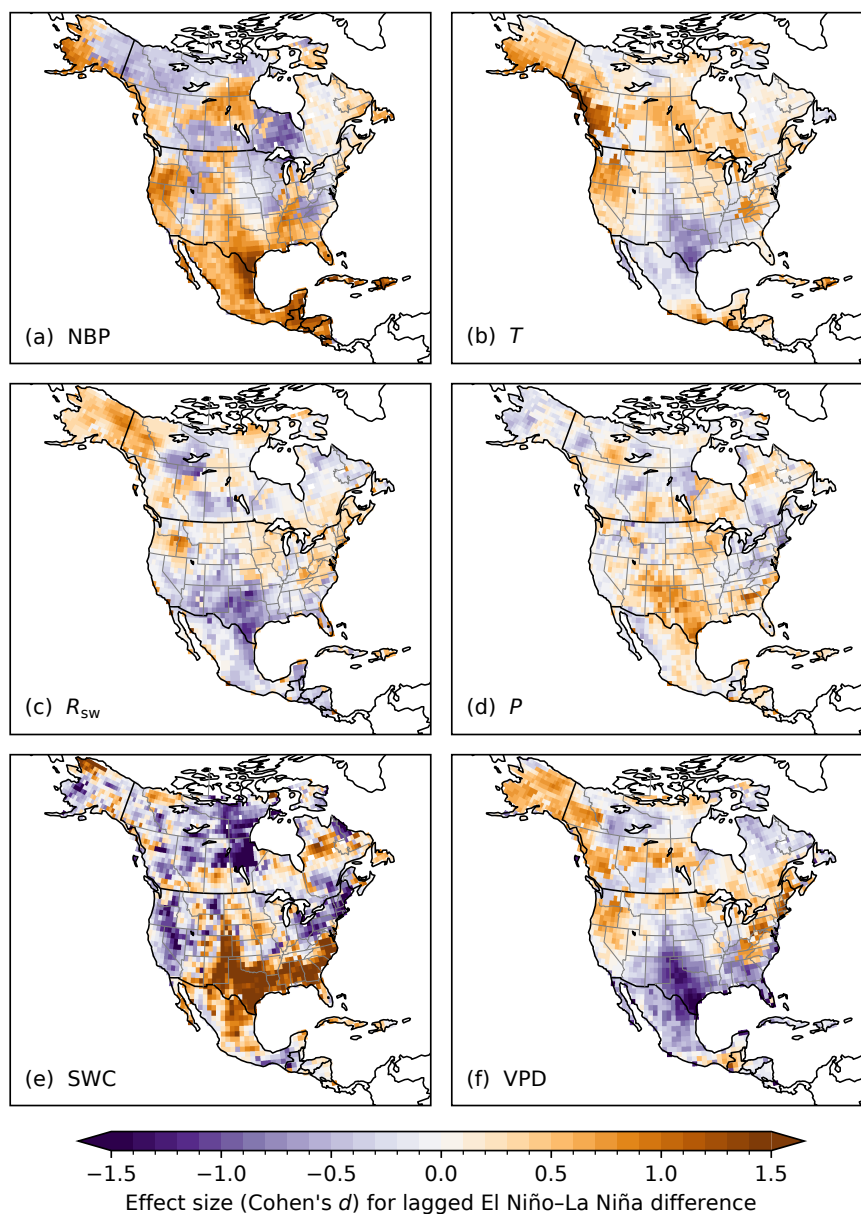 (a) NBP
(b) T
(c) Rsw
(d) P
(e) SWC
(f) VPD
−1.5 −1.0 −0.5 0.0 0.5 1.0 1.5
Effect size (Cohen's d) for lagged El Niño–La Niña difference